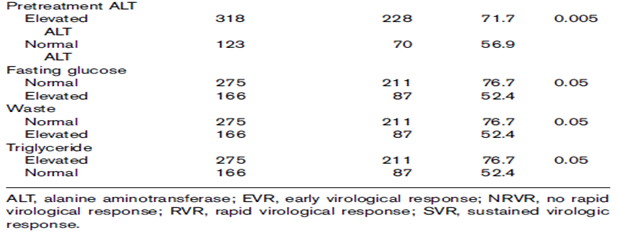 Pretreatment ALT
Elevated 318 228 71.7 0.005
ALT
Normal 123 70 56.9
ALT
Fasting glucose
Normal 275 211 76.7 0.05
Elevated 166 87 52.4
Waste
Normal 275 211 76.7 0.05
Elevated 166 87 52.4
Triglyceride
Elevated 275 211 76.7 0.05
Normal 166 87 52.4
ALT, alanine aminotransferase; EVR, early virological response; NRVR, no rapid
virological response; RVR, rapid virological response; SVR, sustained virologic
response.